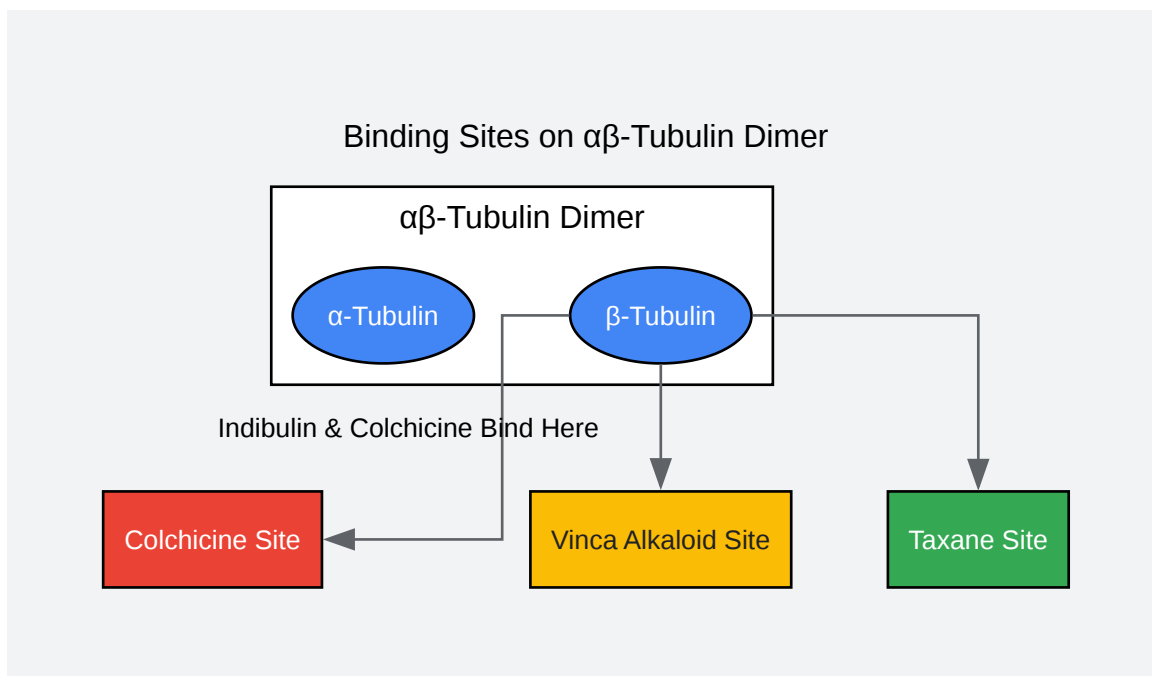 Binding Sites on αβ-Tubulin Dimer
αβ-Tubulin Dimer
α-Tubulin
β-Tubulin
Indibulin & Colchicine Bind Here
Colchicine Site
Vinca Alkaloid Site
Taxane Site